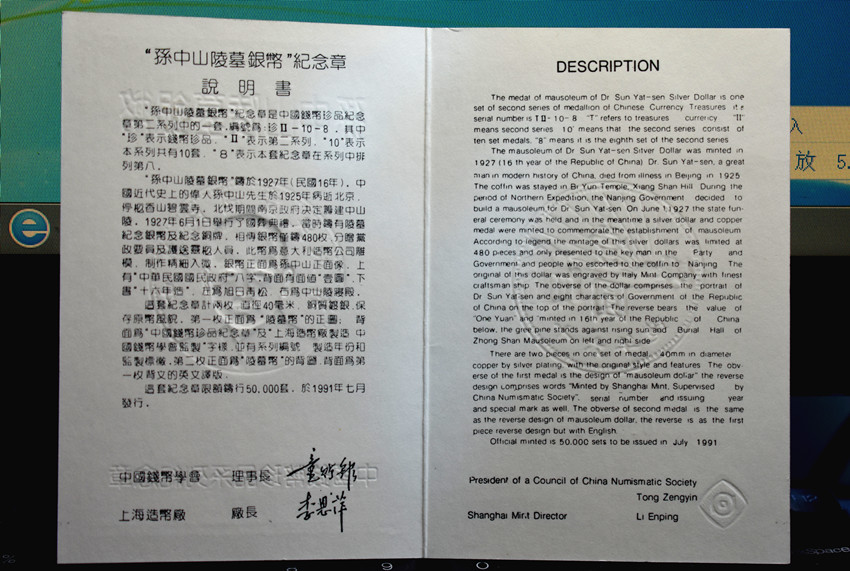 “孫中山陵墓銀幣”紀念章
說明書
“孫中山陵墓銀幣”紀念章是中國錢幣珍品紀念
章第二系列中的一套，編號爲：珍II－10－8，其中
“珍”表示錢幣珍品，“II”表示第二系列，“10”表示
本系列共有10套，“8”表示本套紀念章在系列中排
列第八。
“孫中山陵墓銀幣”鑄於1927年（民國16年），中
國近代史上的偉人孫中山先生於1925年病逝北京，
停柩香山碧雲寺，北伐期間南京政府决定籌建中山
陵，1927年6月1日舉行了國葬典禮，當時鑄有陵墓
紀念銀幣及紀念銅牌，相傳銀幣僅鑄480枚，分贈黨
政要員及護送靈柩人員，此幣爲意大利造幣公司雕
模，制作精細入微，銀幣正面爲孫中山正面像，上
有“中華民國國民政府”八字，背面有面值“壹圓”，下
書“十六年造”，左爲旭日青松，右爲中山陵寢殿。
這套紀念章計兩枚，直徑40毫米，銅質鍍銀，保
存原幣風貌，第一枚正面爲“陵墓幣”的正圖；背
面爲“中國錢幣珍品紀念章”及“上海造幣廠製造，中
國錢幣學會監製”字樣，並有系列編號，製造年份和
監製標徽，第二枚正面爲“陵墓幣”的背圖，背面爲第
一枚背文的英文譯版。
這套紀念章限額鑄行50.000套，於1991年七月
發行。
中國錢幣學會　理事長
上海造幣廠　廠長　李恩萍
DESCRIPTION
The medal of mausoleum of Dr Sun Yat-sen Silver Dollar is one
set of second series of medallion of Chinese Currency Treasures its
serial number is TII-10-8 “T” refers to treasures currency “II”
means second series 10 means that the second series consist of
ten set medals. “8” means it is the eighth set of the second series
The mausoleum of Dr Sun Yat-sen Silver Dollar was minted in
1927 (16 th year of the Republic of China) Dr. Sun Yat-sen, a great
man in modern history of China, died from illness in Beijing in 1925
The coffin was stayed in Bi Yun Temple, Xiang Shan Hill During the
period of Northern Expedition, the Nanjing Government decided to
build a mausoleum for Dr Sun Yat-sen On June 1 1927 the state fun-
eral ceremony was held and in the meantime a silver dollar and copper
medal were minted to commemorate the establishment of mausoleum
According to legend the mintage of this silver dollars was limited at
480 pieces and only presented to the key man in the Party and
Government and people who escorted the coffin to Nanjing The
original of this dollar was engraved by Italy Mint Company with finest
craftsman ship The obverse of the dollar comprises portrait of
Dr Sun Yat-sen and eight characters of Government of the Republic
of China on the top of the portrait The reverse bears the value of
“One Yuan” and “minted in 16th year of the Republic of China
below, the green pine stands against rising sun and Burial Hall of
Zhong Shan Mausoleum on left and right side
There are two pieces in one set of medal, 40mm in diameter
copper by silver plating, with the original style and features The obv-
erse of the first medal is the design of “mausoleum dollar” the reverse
design comprises words “Minted by Shanghai Mint, Supervised by
China Numismatic Society”, serial number and issuing year
and special mark as well. The obverse of second medal is the same
as the reverse design of mausoleum dollar, the reverse is as the first
piece reverse design but with English.
Official minted is 50.000 sets to be issued in July 1991
President of a Council of China Numismatic Society
Tong Zengyin
Shanghai Mint Director Li Enping
入
放 5.